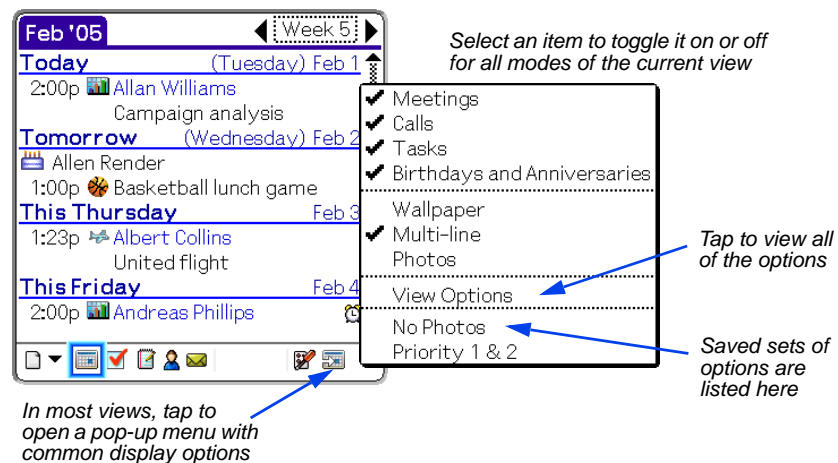 Feb '05
Week 5
Today (Tuesday) Feb 1
2:00p Allan Williams
Campaign analysis
Tomorrow (Wednesday) Feb 2
Allen Render
1:00p Basketball lunch game
This Thursday Feb 3
1:23p Albert Collins
United flight
This Friday Feb 4
2:00p Andreas Phillips
Select an item to toggle it on or off
for all modes of the current view
Meetings
Calls
Tasks
Birthdays and Anniversaries
Wallpaper
Multi-line
Photos
View Options
No Photos
Priority 1 & 2
Tap to view all
of the options
Saved sets of
options are
listed here
In most views, tap to
open a pop-up menu with
common display options